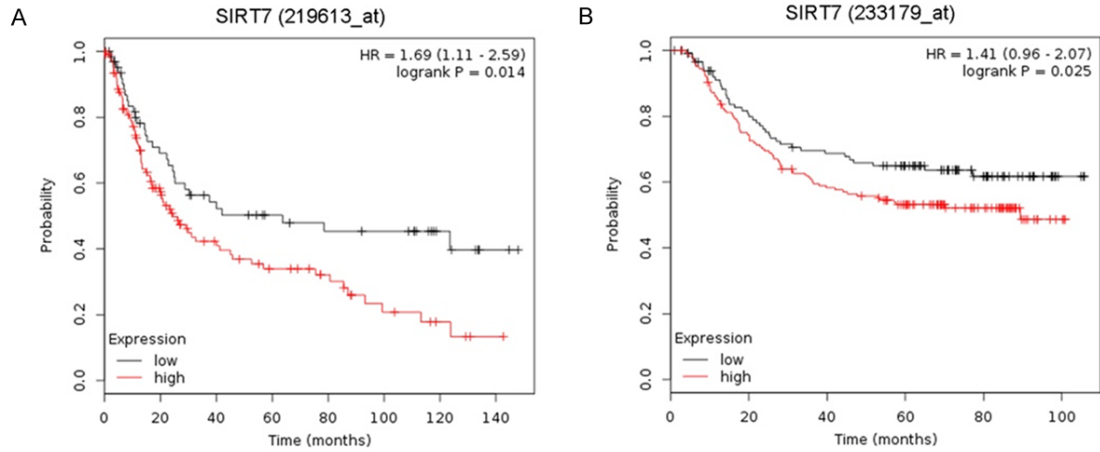 A
SIRT7 (219613_at)
HR = 1.69 (1.11 - 2.59)
logrank P = 0.014
Probability
1.0
0.8
0.6
0.4
0.2
0.0
Expression
low
high
0 20 40 60 80 100 120 140
Time (months)
B
SIRT7 (233179_at)
HR = 1.41 (0.96 - 2.07)
logrank P = 0.025
Probability
1.0
0.8
0.6
0.4
0.2
0.0
Expression
low
high
0 20 40 60 80 100
Time (months)